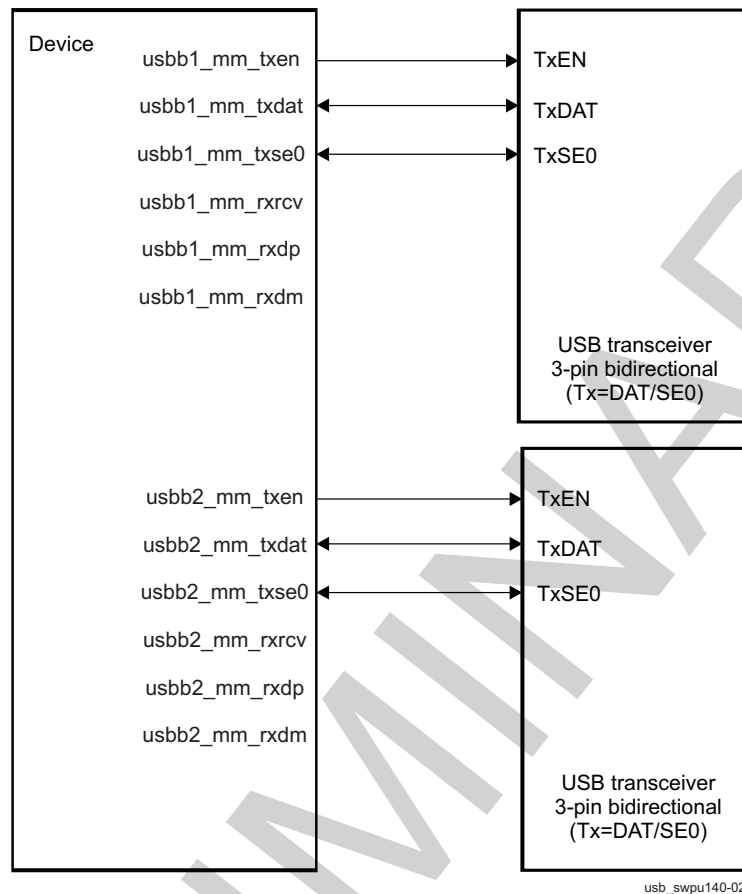 Device
usbb1_mm_txen
TxEN
usbb1_mm_txdat
TxDAT
usbb1_mm_txse0
TxSE0
usbb1_mm_rxrcv
usbb1_mm_rxdp
usbb1_mm_rxdm
USB transceiver
3-pin bidirectional
(Tx=DAT/SE0)
usbb2_mm_txen
TxEN
usbb2_mm_txdat
TxDAT
usbb2_mm_txse0
TxSE0
usbb2_mm_rxrcv
usbb2_mm_rxdp
usbb2_mm_rxdm
USB transceiver
3-pin bidirectional
(Tx=DAT/SE0)